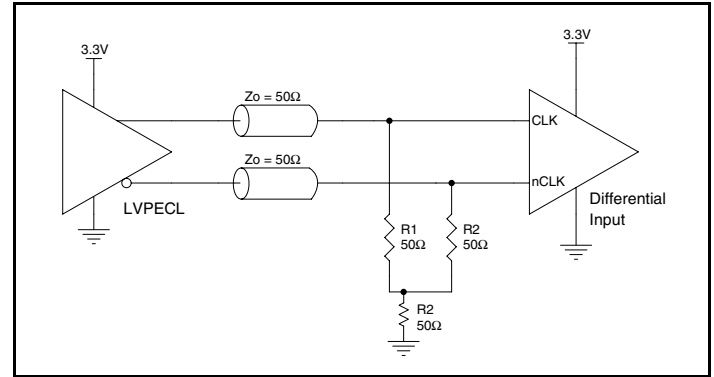 3.3V
3.3V
Zo = 50Ω
CLK
Zo = 50Ω
nCLK
LVPECL
Differential
Input
R1
50Ω
R2
50Ω
R2
50Ω